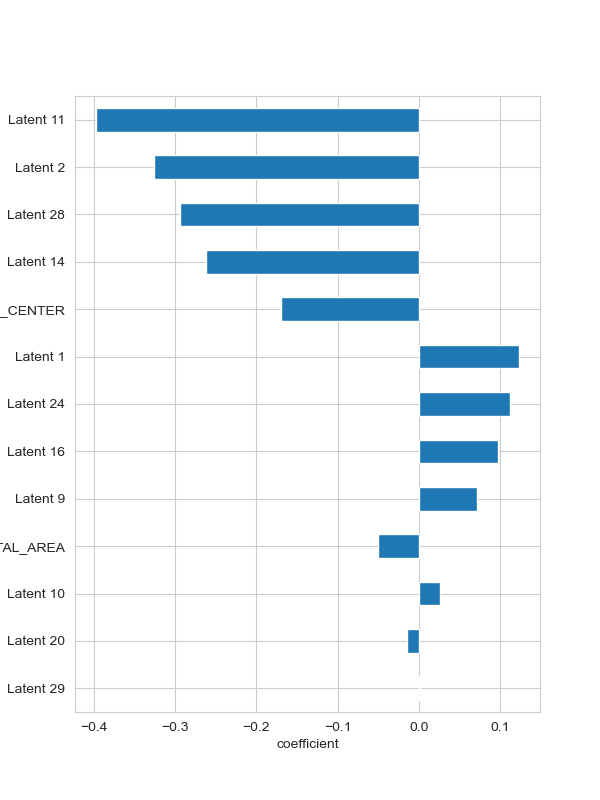 Latent 11
Latent 2
Latent 28
Latent 14
_CENTER
Latent 1
Latent 24
Latent 16
Latent 9
TAL_AREA
Latent 10
Latent 20
Latent 29
−0.4 −0.3 −0.2 −0.1 0.0 0.1
coefficient